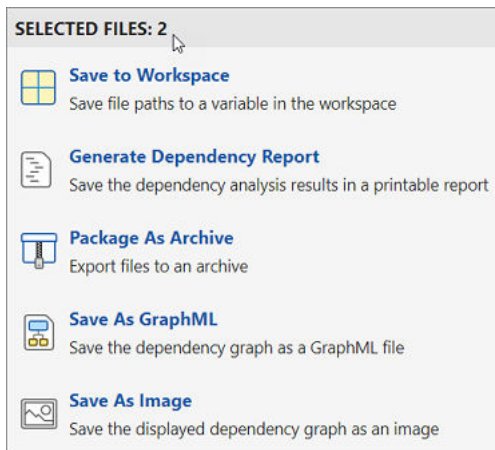 SELECTED FILES: 2
Save to Workspace
Save file paths to a variable in the workspace
Generate Dependency Report
Save the dependency analysis results in a printable report
Package As Archive
Export files to an archive
Save As GraphML
Save the dependency graph as a GraphML file
Save As Image
Save the displayed dependency graph as an image